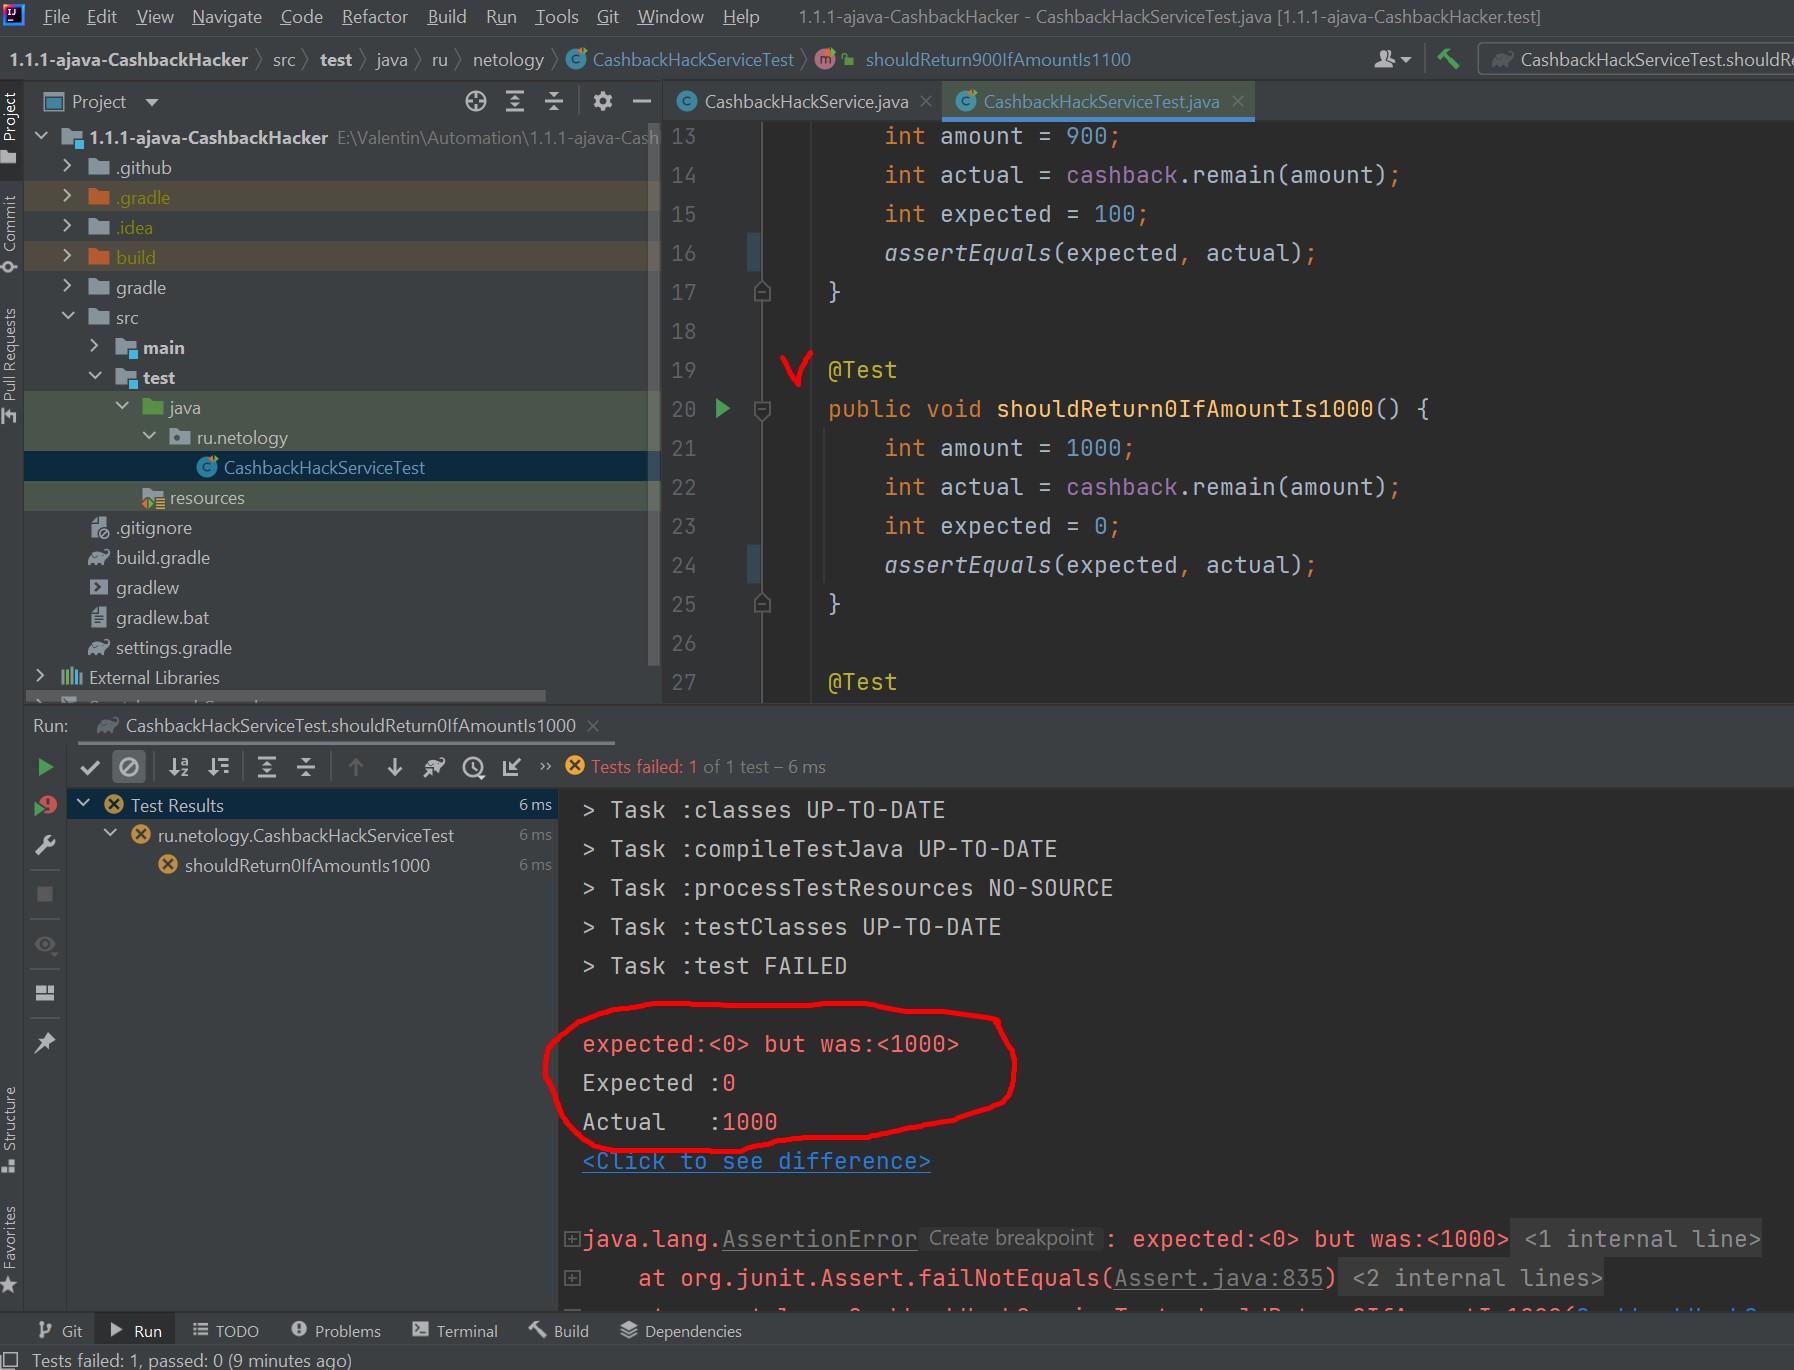 File Edit View Navigate Code Refactor Build Run Tools Git Window Help 1.1.1-ajava-CashbackHacker - CashbackHackServiceTest.java [1.1.1-ajava-CashbackHacker.test]
1.1.1-ajava-CashbackHacker src test java ru netology CashbackHackServiceTest shouldReturn900IfAmountIs1100 CashbackHackServiceTest.shouldRe
Project
Commit
Pull Requests
Project
1.1.1-ajava-CashbackHacker E:\Valentin\Automation\1.1.1-ajava-Cash
.github
.gradle
.idea
build
gradle
src
main
test
java
ru.netology
CashbackHackServiceTest
resources
.gitignore
build.gradle
gradlew
gradlew.bat
settings.gradle
External Libraries
CashbackHackService.java CashbackHackServiceTest.java
13 int amount = 900;
14 int actual = cashback.remain(amount);
15 int expected = 100;
16 assertEquals(expected, actual);
17 }
18
19 @Test
20 public void shouldReturn0IfAmountIs1000() {
21 int amount = 1000;
22 int actual = cashback.remain(amount);
23 int expected = 0;
24 assertEquals(expected, actual);
25 }
26
27 @Test
Run: CashbackHackServiceTest.shouldReturn0IfAmountIs1000
Tests failed: 1 of 1 test – 6 ms
Test Results 6 ms
ru.netology.CashbackHackServiceTest 6 ms
shouldReturn0IfAmountIs1000 6 ms
> Task :classes UP-TO-DATE
> Task :compileTestJava UP-TO-DATE
> Task :processTestResources NO-SOURCE
> Task :testClasses UP-TO-DATE
> Task :test FAILED
expected:<0> but was:<1000>
Expected :0
Actual :1000
<Click to see difference>
java.lang.AssertionError Create breakpoint : expected:<0> but was:<1000> <1 internal line>
at org.junit.Assert.failNotEquals(Assert.java:835) <2 internal lines>
Structure
Favorites
Git Run TODO Problems Terminal Build Dependencies
Tests failed: 1, passed: 0 (9 minutes ago)